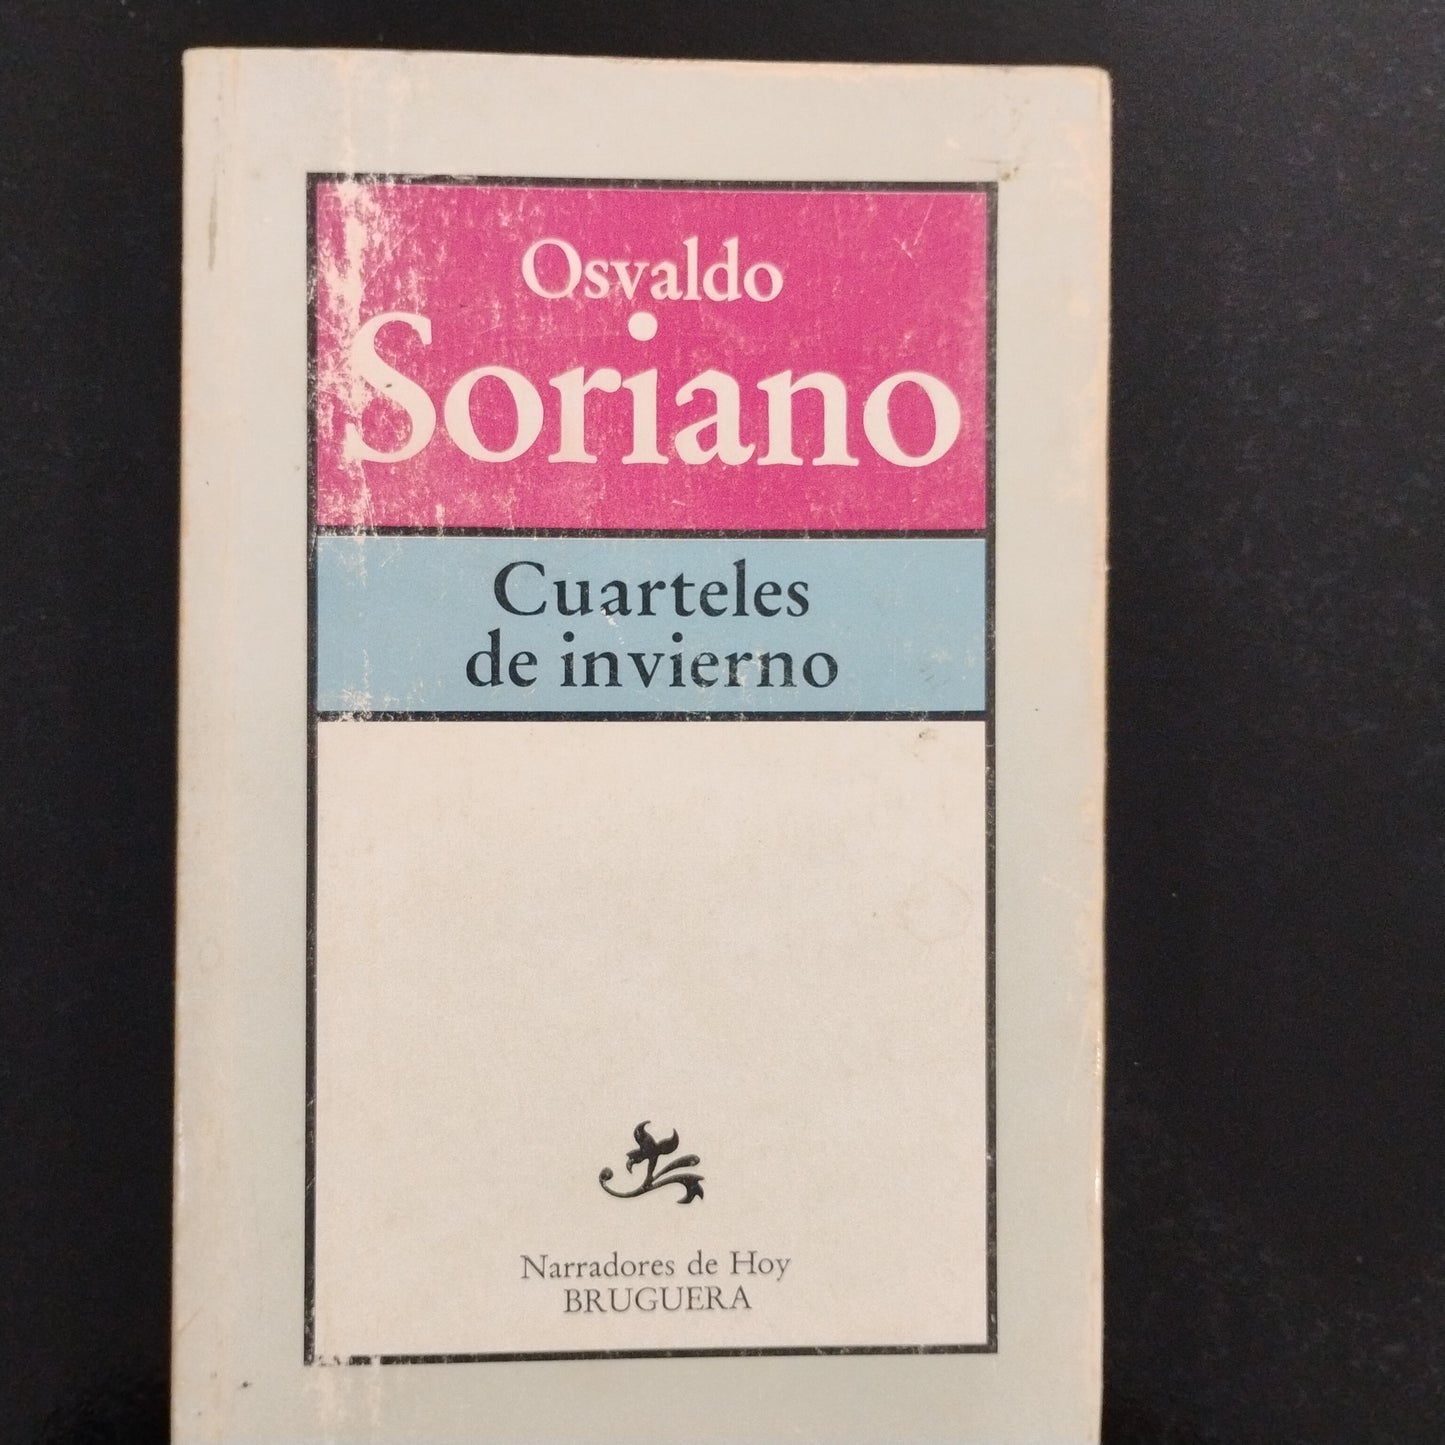 Osvaldo
Soriano
Cuarteles
de invierno
Narradores de Hoy
BRUGUERA